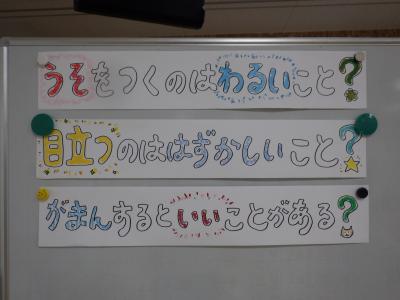 うそをつくのはわるいこと?
目立つのははずかしいこと?
がまんするといいことがある?